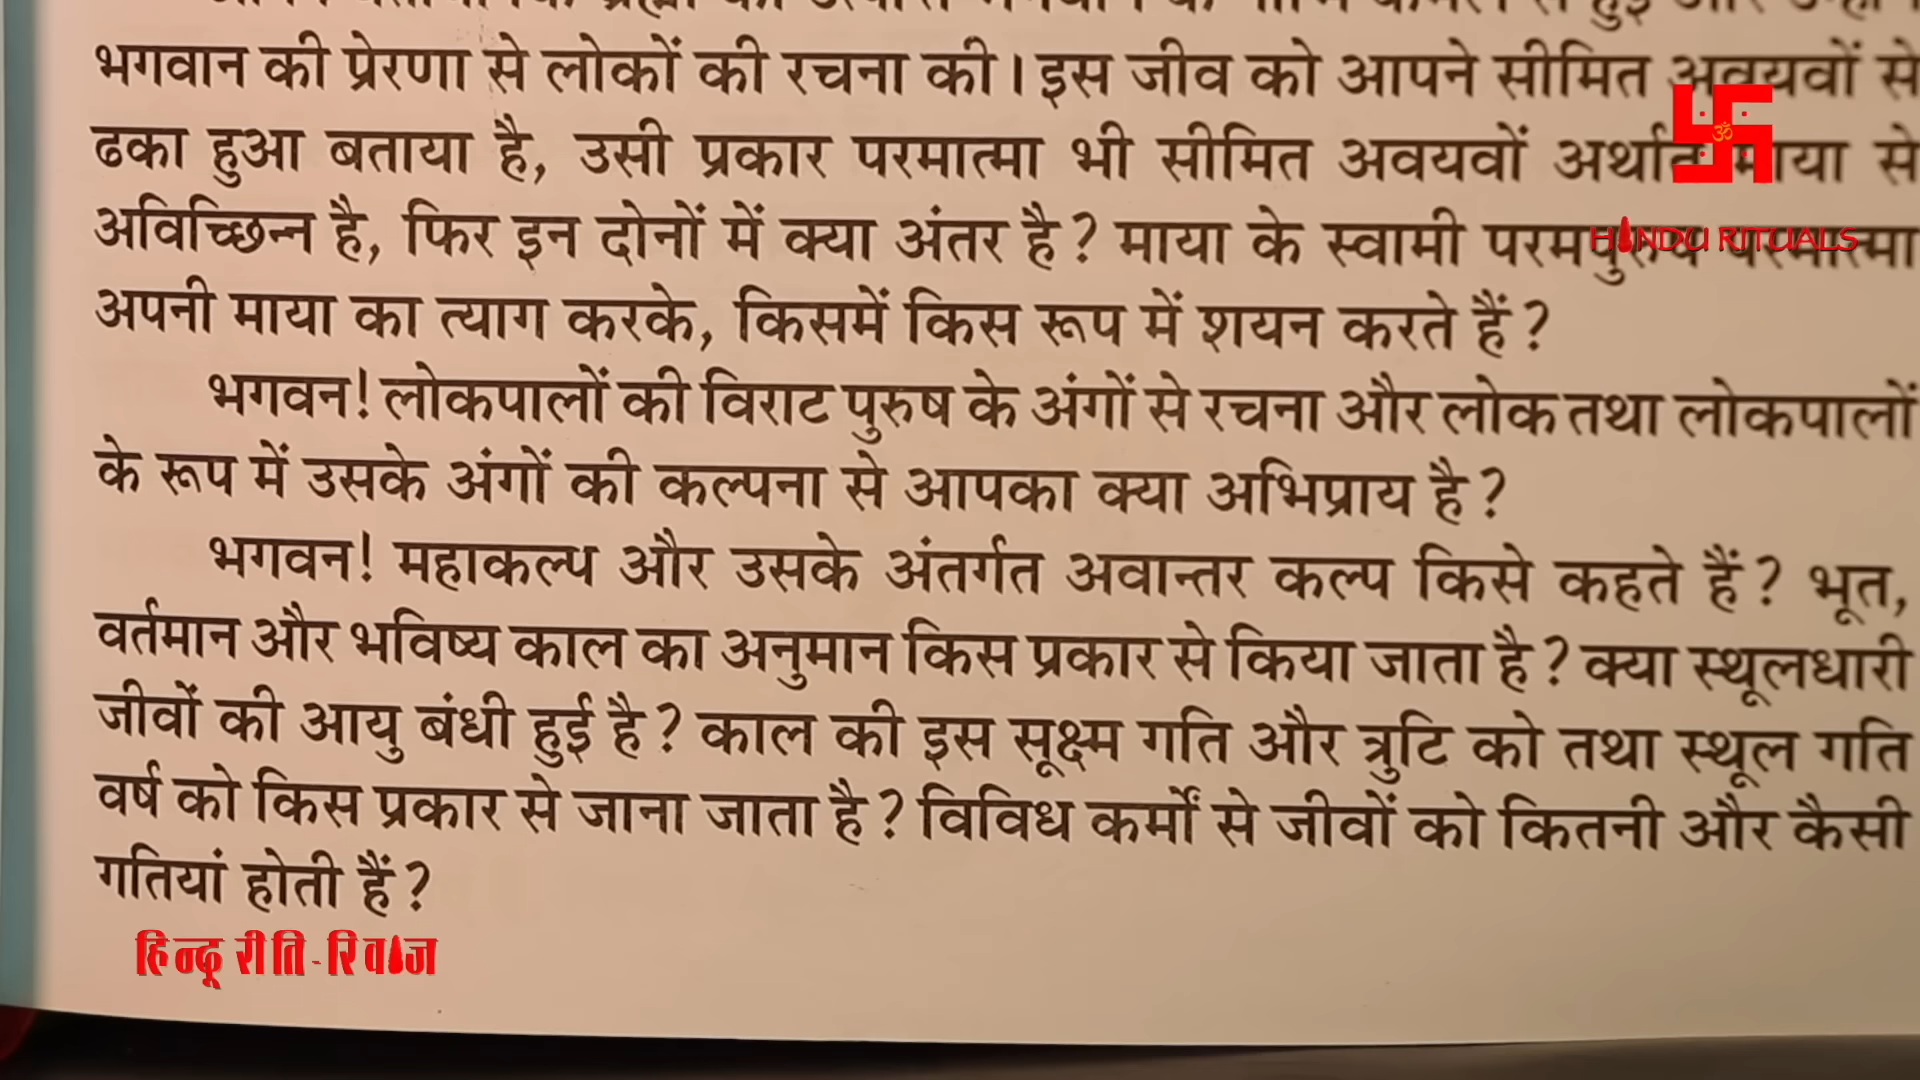 भगवान की प्रेरणा से लोकों की रचना की। इस जीव को आपने सीमित अवयवों से
ढका हुआ बताया है, उसी प्रकार परमात्मा भी सीमित अवयवों अर्थात माया से
अविच्छिन्न है, फिर इन दोनों में क्या अंतर है? माया के स्वामी परमपुरुष परमात्मा
HINDU RITUALS
अपनी माया का त्याग करके, किसमें किस रूप में शयन करते हैं?
भगवन! लोकपालों की विराट पुरुष के अंगों से रचना और लोक तथा लोकपालों
के रूप में उसके अंगों की कल्पना से आपका क्या अभिप्राय है?
भगवन! महाकल्प और उसके अंतर्गत अवान्तर कल्प किसे कहते हैं? भूत,
वर्तमान और भविष्य काल का अनुमान किस प्रकार से किया जाता है? क्या स्थूलधारी
जीवों की आयु बंधी हुई है? काल की इस सूक्ष्म गति और त्रुटि को तथा स्थूल गति
वर्ष को किस प्रकार से जाना जाता है? विविध कर्मों से जीवों को कितनी और कैसी
गतियां होती हैं?
हिन्दू रीति-रिवाज